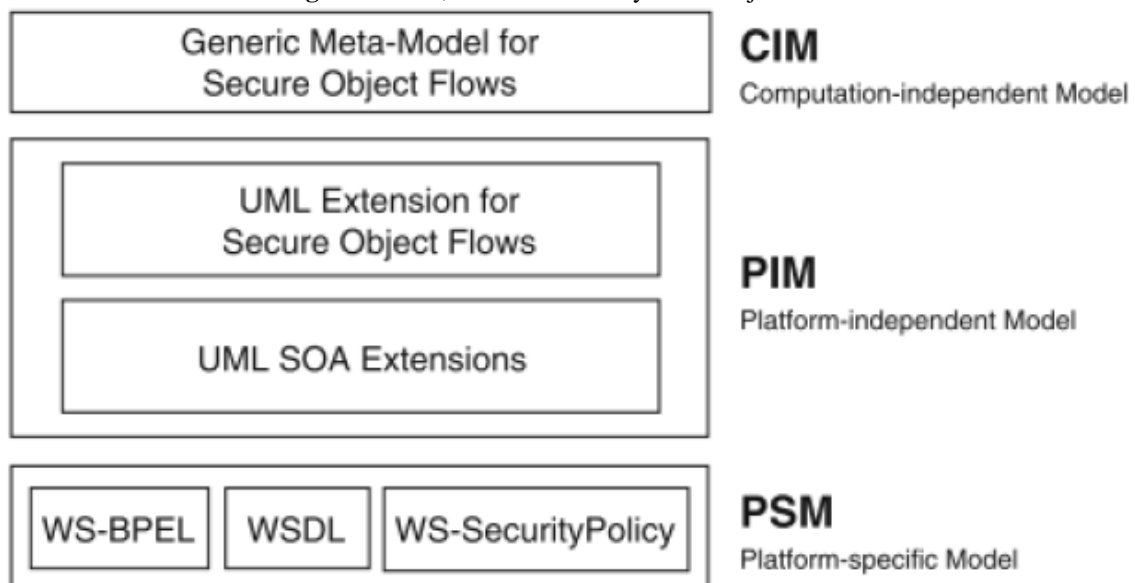 Generic Meta-Model for
Secure Object Flows
CIM
Computation-independent Model
UML Extension for
Secure Object Flows
UML SOA Extensions
PIM
Platform-independent Model
WS-BPEL
WSDL
WS-SecurityPolicy
PSM
Platform-specific Model